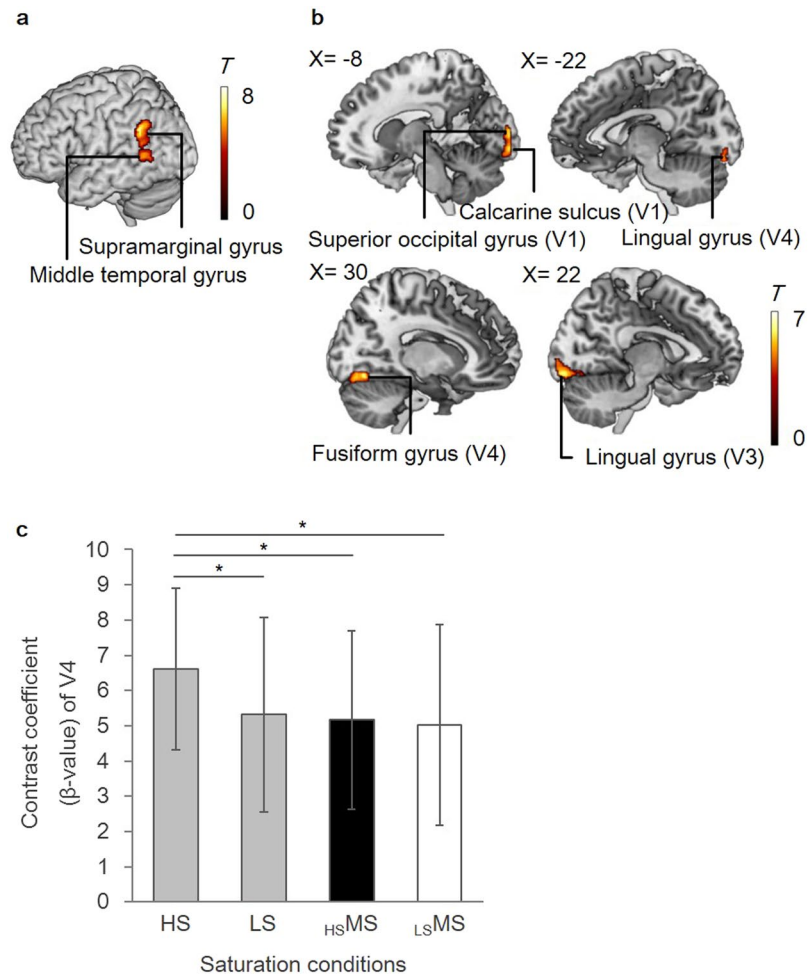 a
T
8
0
Supramarginal gyrus
Middle temporal gyrus
b
X= -8
X= -22
Calcarine sulcus (V1)
Superior occipital gyrus (V1)
Lingual gyrus (V4)
X= 30
X= 22
T
7
0
Fusiform gyrus (V4)
Lingual gyrus (V3)
c
Contrast coefficient
(β-value) of V4
10
9
8
7
6
5
4
3
2
1
0
*
*
*
HS LS HSMS LSMS
Saturation conditions